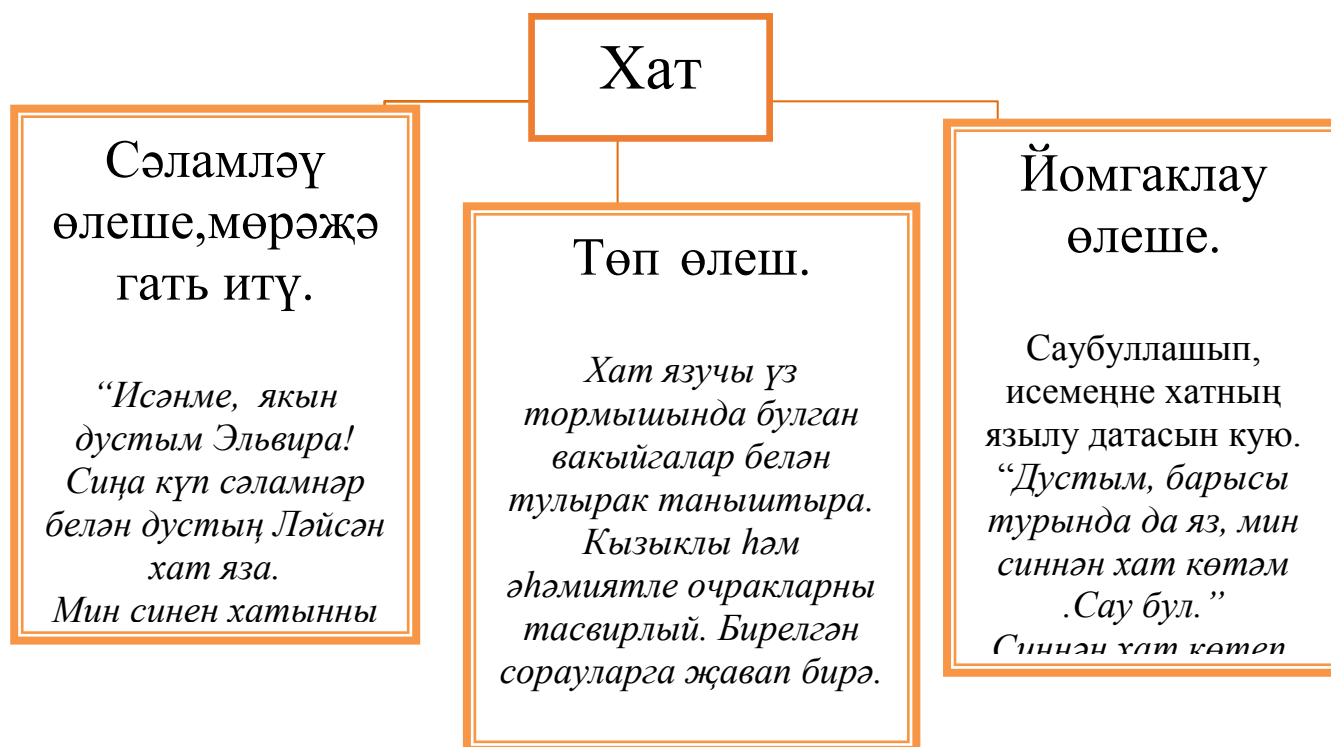 Хат
Сәламләү
өлеше,мөрәҗә
гать итү.
“Исәнме, якын
дустым Эльвира!
Сиңа күп сәламнәр
белән дустың Ләйсән
хат яза.
Мин синен хатынны
Төп өлеш.
Хат язучы үз
тормышында булган
вакыйгалар белән
тулырак таныштыра.
Кызыклы һәм
әһәмиятле очракларны
тасвирлый. Бирелгән
сорауларга җавап бирә.
Йомгаклау
өлеше.
Саубуллашып,
исемеңне хатның
язылу датасын кую.
“Дустым, барысы
турында да яз, мин
синнән хат көтәм
.Сау бул.”
Синнән хат көтеп